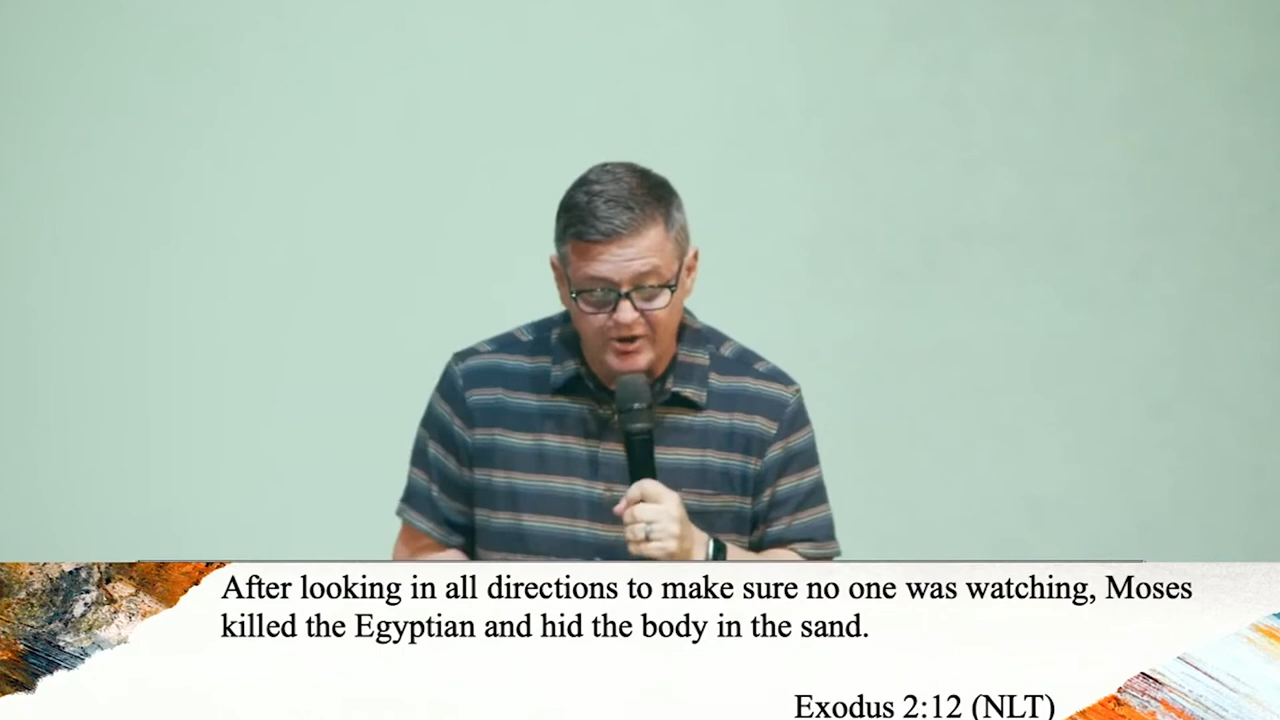 After looking in all directions to make sure no one was watching, Moses
killed the Egyptian and hid the body in the sand.
Exodus 2:12 (NLT)